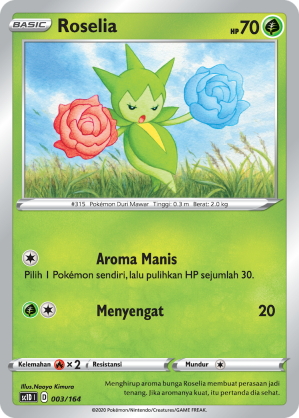 BASIC Roselia HP70
#315 Pokémon Duri Mawar Tinggi: 0.3 m Berat: 2.0 kg
Aroma Manis
Pilih 1 Pokémon sendiri, lalu pulihkan HP sejumlah 30.
Menyengat 20
Kelemahan ×2 Resistansi Mundur
Illus. Naoyo Kimura
sc1D I D 003/164
Menghirup aroma bunga Roselia membuat perasaan jadi
tenang. Jika aromanya kuat, itu pertanda dia sehat.
©2020 Pokémon/Nintendo/Creatures/GAME FREAK.